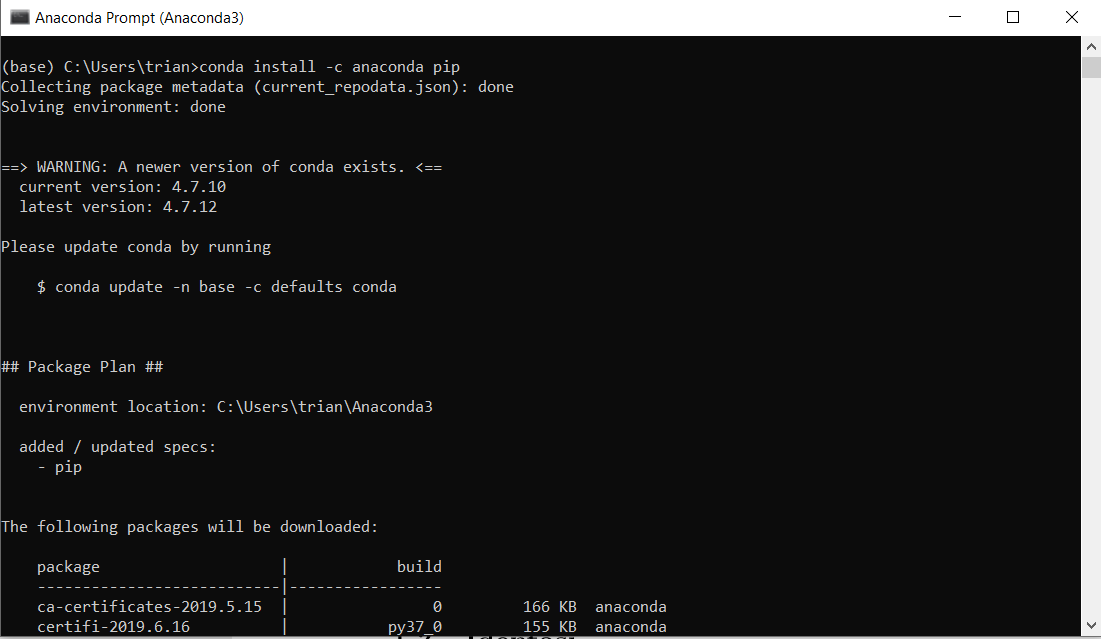 Anaconda Prompt (Anaconda3)
(base) C:\Users\trian>conda install -c anaconda pip
Collecting package metadata (current_repodata.json): done
Solving environment: done
==> WARNING: A newer version of conda exists. <==
  current version: 4.7.10
  latest version: 4.7.12
Please update conda by running
    $ conda update -n base -c defaults conda
## Package Plan ##
  environment location: C:\Users\trian\Anaconda3
  added / updated specs:
    - pip
The following packages will be downloaded:
    package                    |            build
    ---------------------------|-----------------
    ca-certificates-2019.5.15  |                0         166 KB  anaconda
    certifi-2019.6.16          |           py37_0         155 KB  anaconda